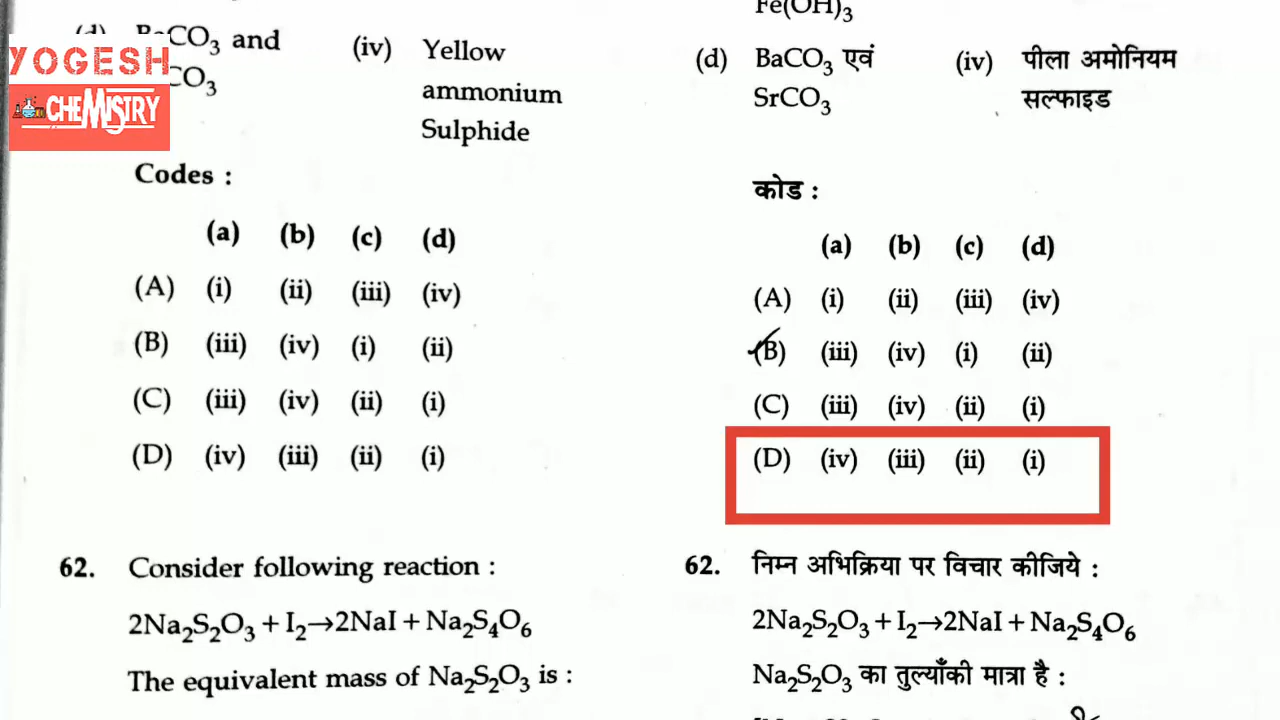 YOGESH
CHEMISTRY
CO3 and
CO3
(iv) Yellow
ammonium
Sulphide
Codes :
(a) (b) (c) (d)
(A) (i) (ii) (iii) (iv)
(B) (iii) (iv) (i) (ii)
(C) (iii) (iv) (ii) (i)
(D) (iv) (iii) (ii) (i)
62. Consider following reaction :
2Na2S2O3 + I2→2NaI + Na2S4O6
The equivalent mass of Na2S2O3 is :
Fe(OH)3
(d) BaCO3 एवं (iv) पीला अमोनियम
SrCO3 सल्फाइड
कोड :
(a) (b) (c) (d)
(A) (i) (ii) (iii) (iv)
(B) (iii) (iv) (i) (ii)
(C) (iii) (iv) (ii) (i)
(D) (iv) (iii) (ii) (i)
62. निम्न अभिक्रिया पर विचार कीजिये :
2Na2S2O3 + I2→2NaI + Na2S4O6
Na2S2O3 का तुल्याँकी मात्रा है :